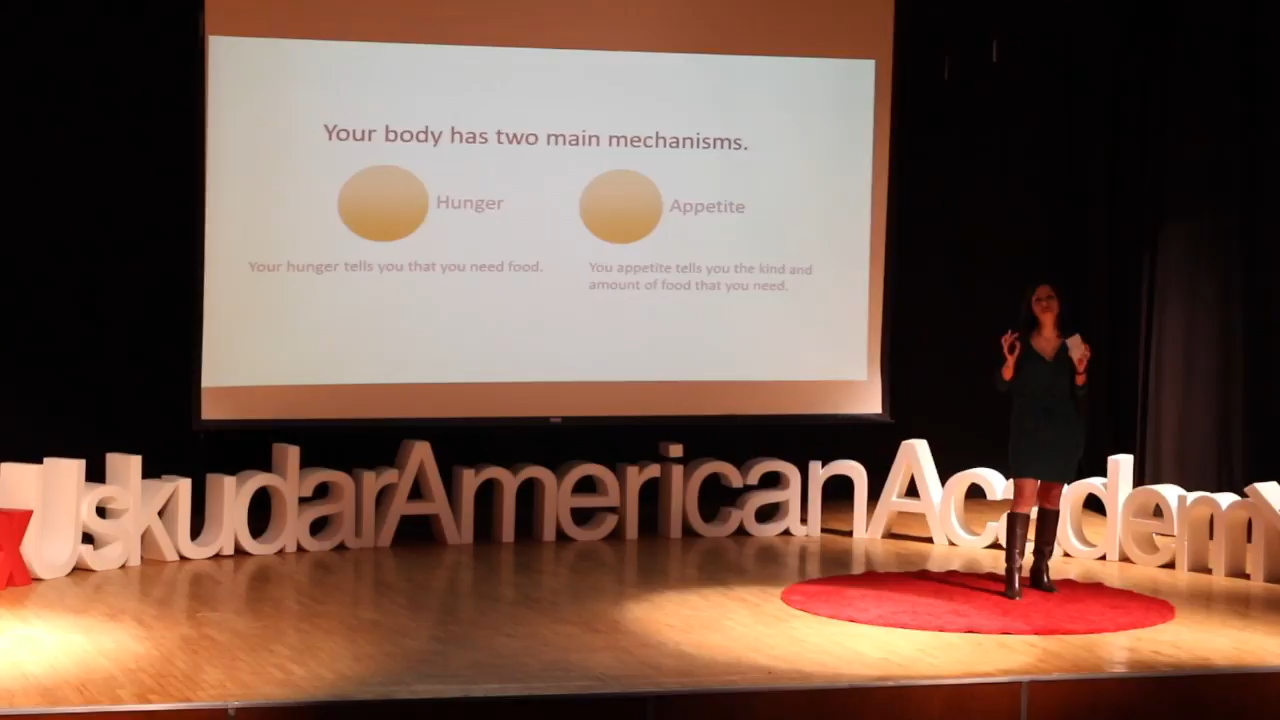 Your body has two main mechanisms.
Hunger
Appetite
Your hunger tells you that you need food.
You appetite tells you the kind and
amount of food that you need.
x UskudarAmericanAcademy